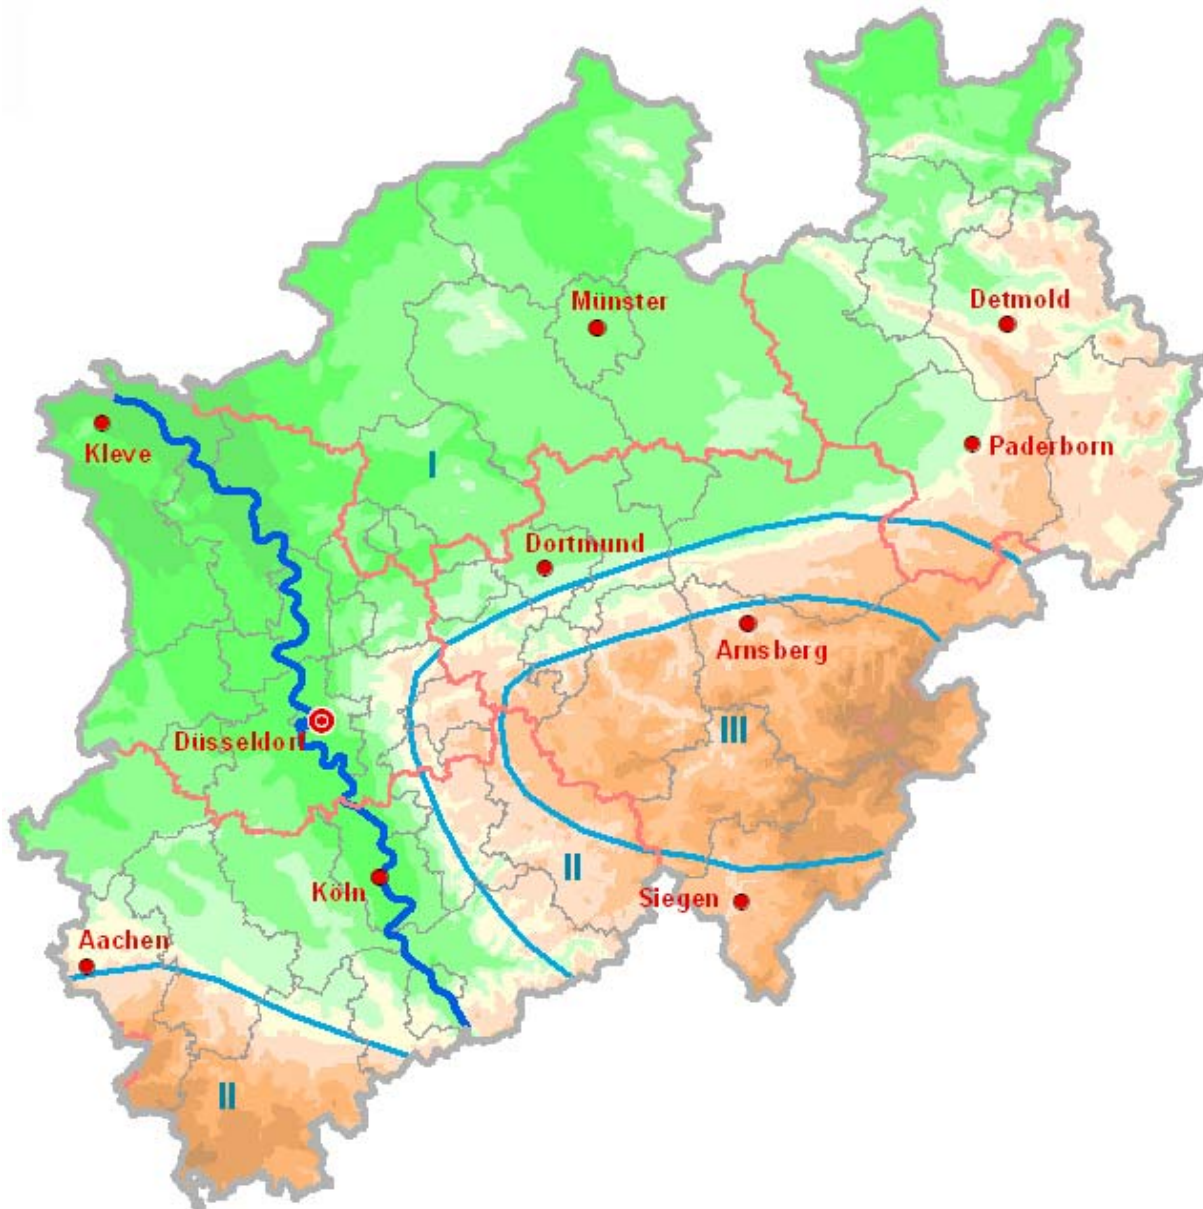 Münster
Detmold
Kleve
I
Paderborn
Dortmund
Arnsberg
Düsseldorf
III
II
Köln
Siegen
Aachen
II